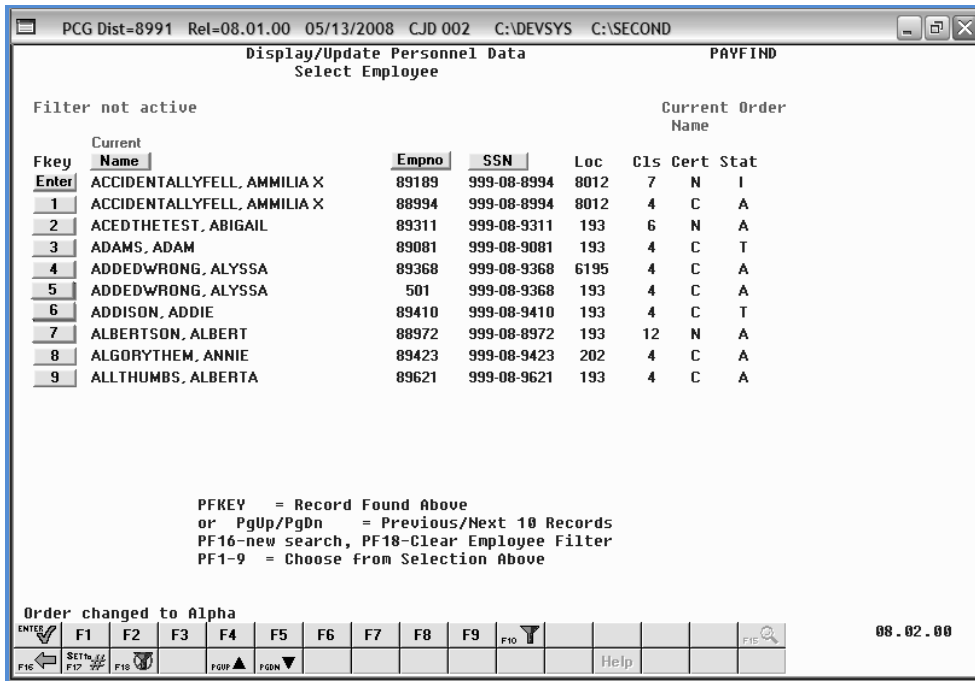 PCG Dist=8991 Rel=08.01.00 05/13/2008 CJD 002 C:\DEVSYS C:\SECOND
Display/Update Personnel Data PAYFIND
Select Employee
Filter not active Current Order
Name
Current
Fkey Name Empno SSN Loc Cls Cert Stat
Enter ACCIDENTALLYFELL, AMMILIA X 89189 999-08-8994 8012 7 N I
1 ACCIDENTALLYFELL, AMMILIA X 88994 999-08-8994 8012 4 C A
2 ACEDTHETEST, ABIGAIL 89311 999-08-9311 193 6 N A
3 ADAMS, ADAM 89081 999-08-9081 193 4 C T
4 ADDEDWRONG, ALYSSA 89368 999-08-9368 6195 4 C A
5 ADDEDWRONG, ALYSSA 501 999-08-9368 193 4 C A
6 ADDISON, ADDIE 89410 999-08-9410 193 4 C T
7 ALBERTSON, ALBERT 88972 999-08-8972 193 12 N A
8 ALGORYTHEM, ANNIE 89423 999-08-9423 202 4 C A
9 ALLTHUMBS, ALBERTA 89621 999-08-9621 193 4 C A
PFKEY = Record Found Above
or PgUp/PgDn = Previous/Next 10 Records
PF16-new search, PF18-Clear Employee Filter
PF1-9 = Choose from Selection Above
Order changed to Alpha
ENTER F1 F2 F3 F4 F5 F6 F7 F8 F9 F10 F15 08.02.00
F16 SETTo F17 # F18 PGUP PGDN Help